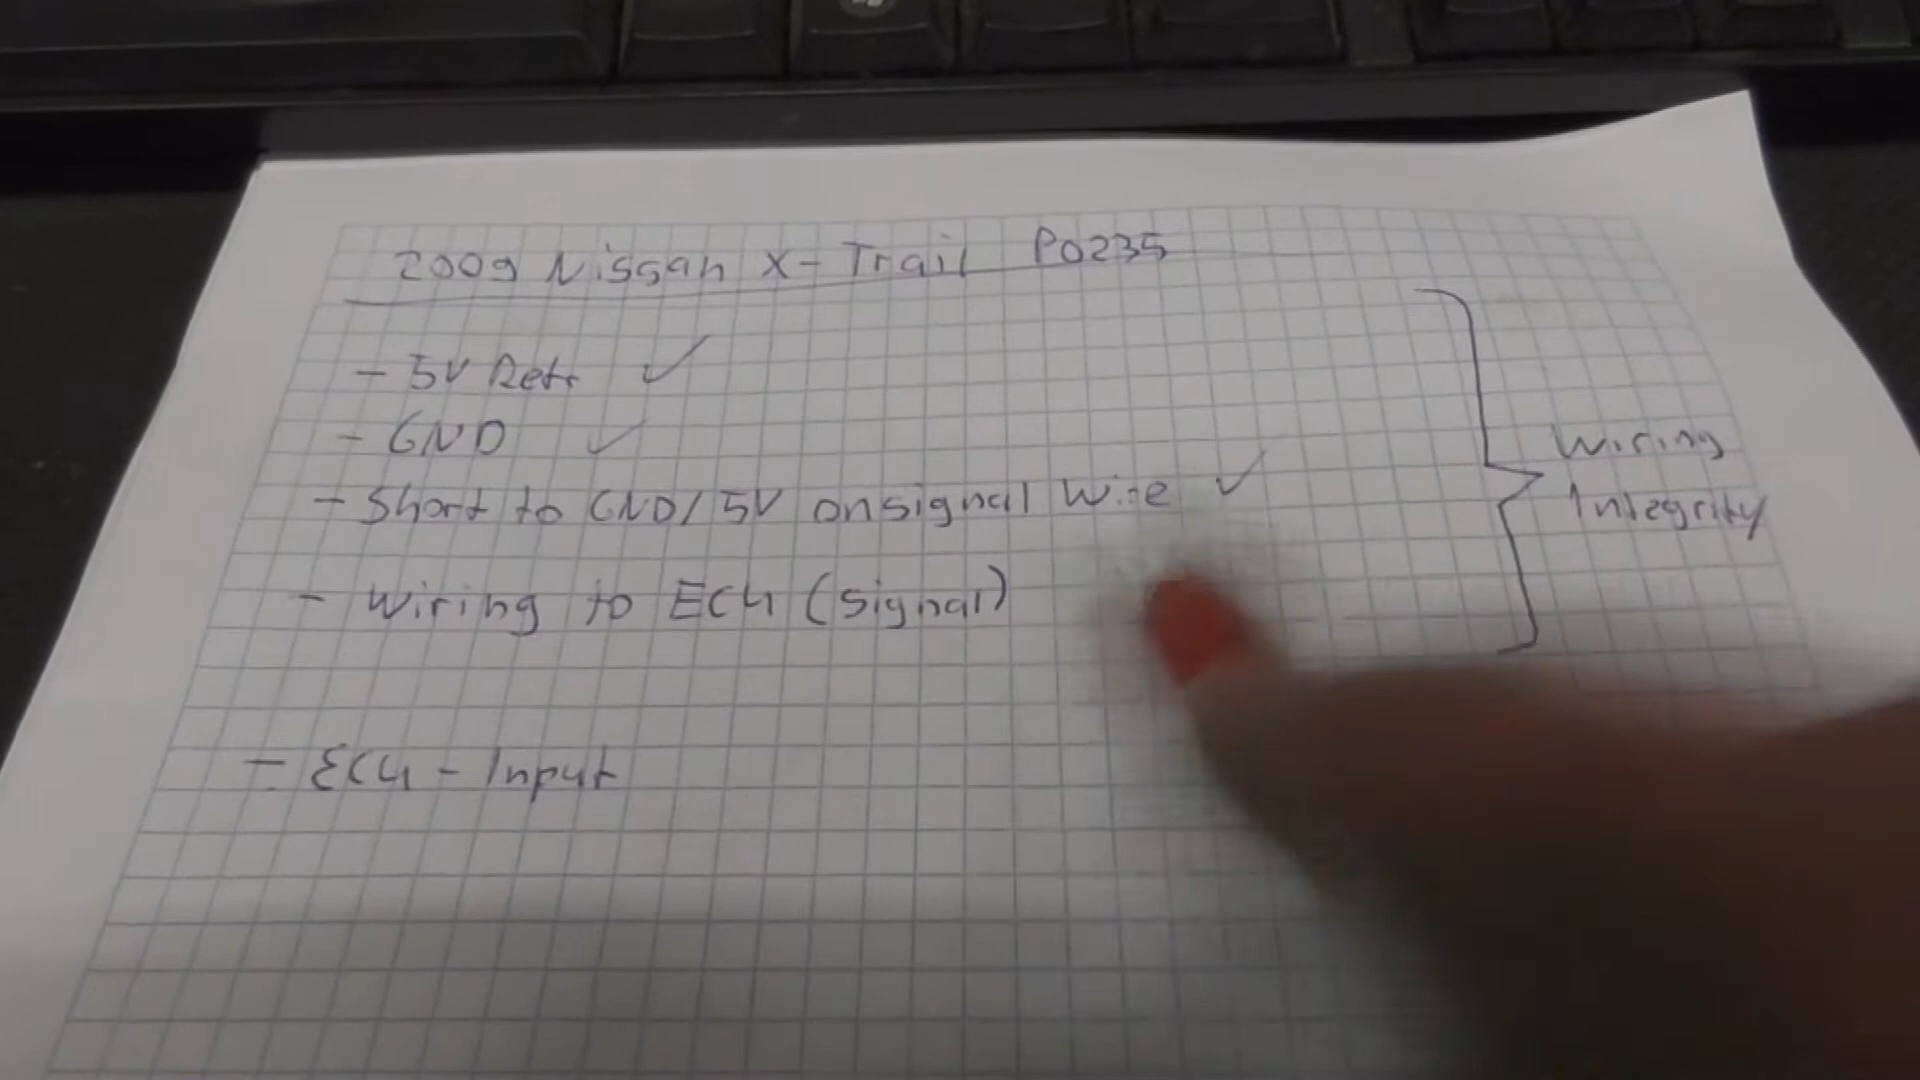 2009 Nissan X-Trail P0235
- 5V Ref. ✓
- GND ✓
- Short to GND/5V on signal Wire ✓
- Wiring to ECU (signal)
Wiring
Integrity
- ECU - Input